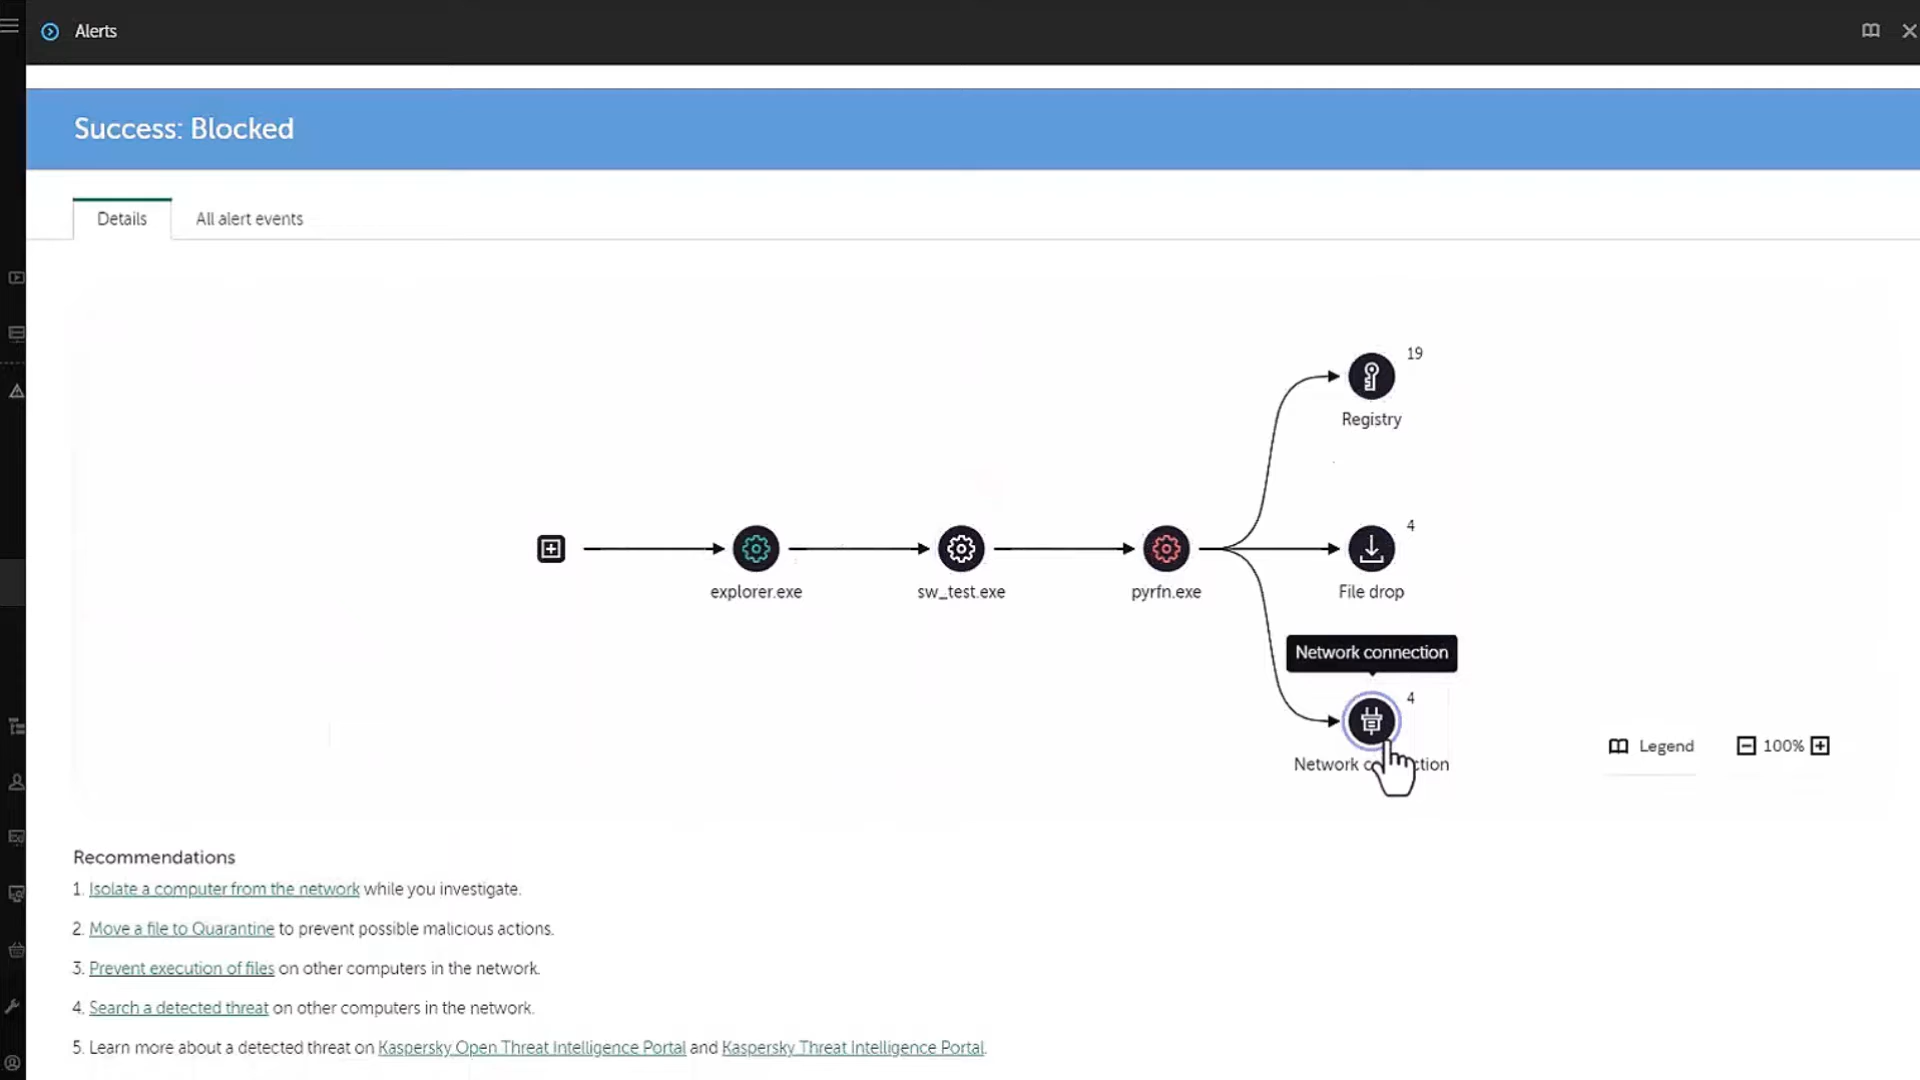 Alerts
Success: Blocked
Details
All alert events
19
Registry
4
explorer.exe
sw_test.exe
pyrfn.exe
File drop
Network connection
4
Network c    ction
Legend
100%
Recommendations
1. Isolate a computer from the network while you investigate.
2. Move a file to Quarantine to prevent possible malicious actions.
3. Prevent execution of files on other computers in the network.
4. Search a detected threat on other computers in the network.
5. Learn more about a detected threat on Kaspersky Open Threat Intelligence Portal and Kaspersky Threat Intelligence Portal.